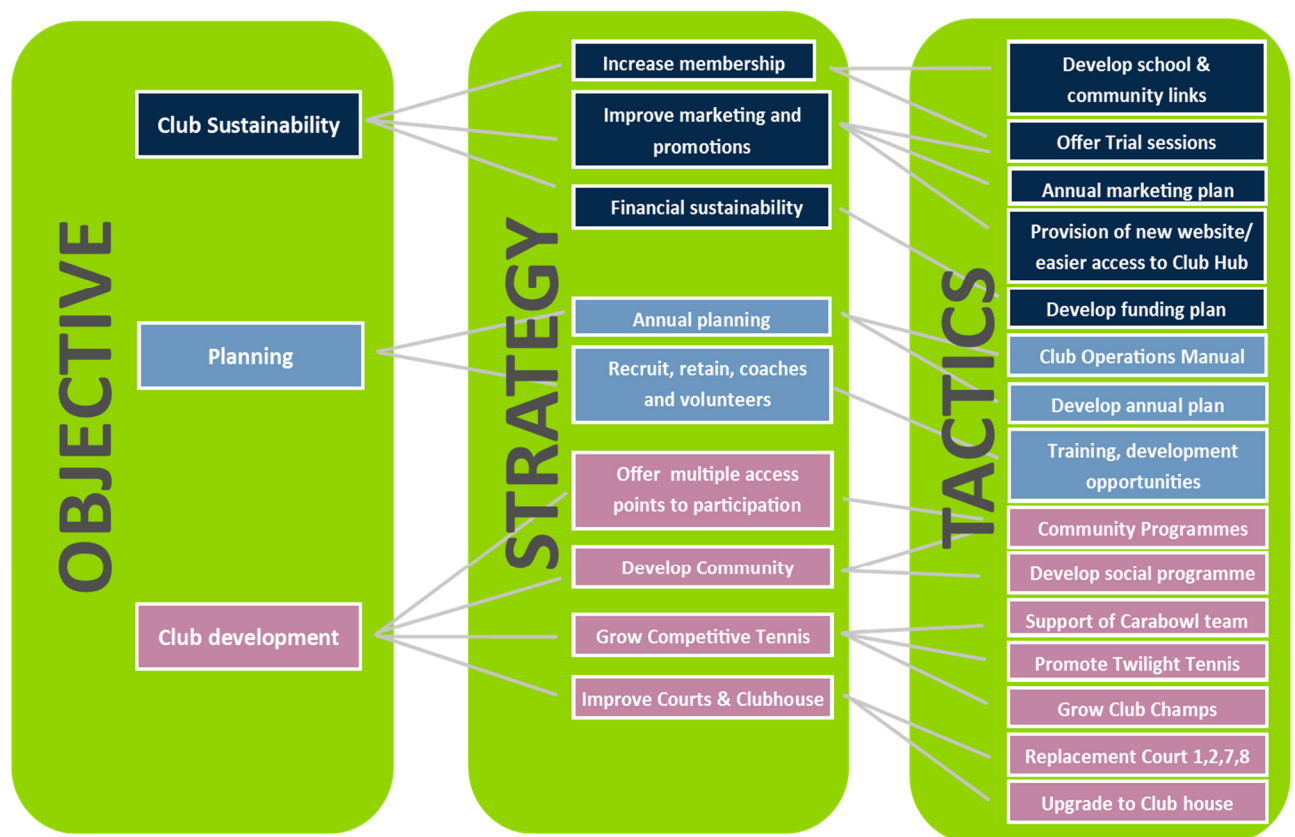 OBJECTIVE
Club Sustainability
Planning
Club development
STRATEGY
Increase membership
Improve marketing and
promotions
Financial sustainability
Annual planning
Recruit, retain, coaches
and volunteers
Offer multiple access
points to participation
Develop Community
Grow Competitive Tennis
Improve Courts & Clubhouse
TACTICS
Develop school &
community links
Offer Trial sessions
Annual marketing plan
Provision of new website/
easier access to Club Hub
Develop funding plan
Club Operations Manual
Develop annual plan
Training, development
opportunities
Community Programmes
Develop social programme
Support of Carabowl team
Promote Twilight Tennis
Grow Club Champs
Replacement Court 1,2,7,8
Upgrade to Club house